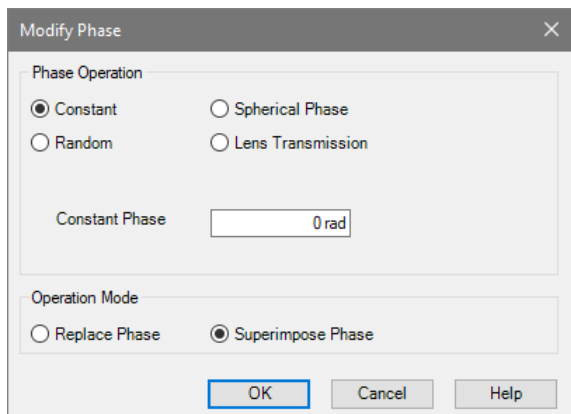 Modify Phase
Phase Operation
Constant
Spherical Phase
Random
Lens Transmission
Constant Phase
0 rad
Operation Mode
Replace Phase
Superimpose Phase
OK
Cancel
Help